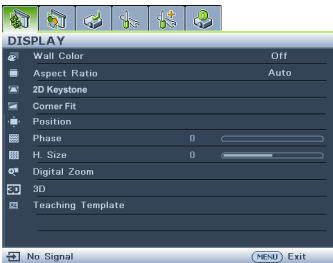 DISPLAY
Wall Color Off
Aspect Ratio Auto
2D Keystone
Corner Fit
Position
Phase 0
H. Size 0
Digital Zoom
3D
Teaching Template
No Signal MENU Exit